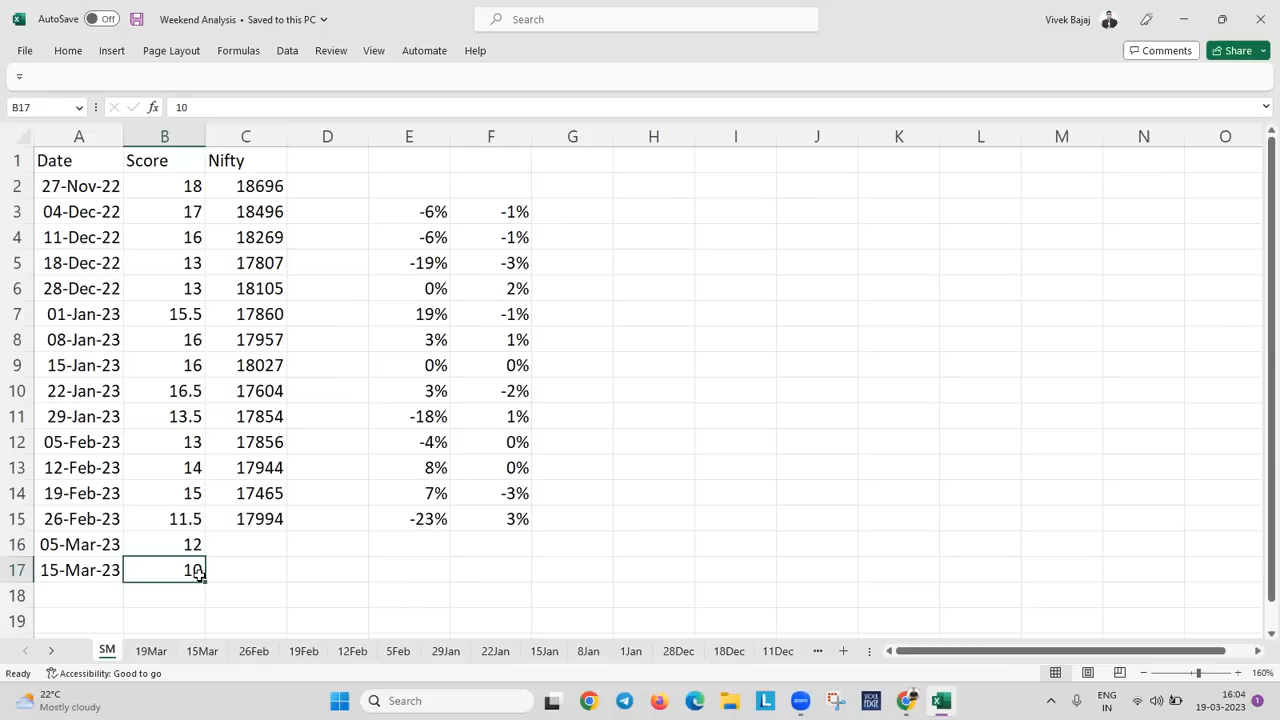 AutoSave Off Weekend Analysis • Saved to this PC Search Vivek Bajaj
File Home Insert Page Layout Formulas Data Review View Automate Help Comments Share
B17 fx 10
A B C D E F G H I J K L M N O
1 Date Score Nifty
2 27-Nov-22 18 18696
3 04-Dec-22 17 18496 -6% -1%
4 11-Dec-22 16 18269 -6% -1%
5 18-Dec-22 13 17807 -19% -3%
6 28-Dec-22 13 18105 0% 2%
7 01-Jan-23 15.5 17860 19% -1%
8 08-Jan-23 16 17957 3% 1%
9 15-Jan-23 16 18027 0% 0%
10 22-Jan-23 16.5 17604 3% -2%
11 29-Jan-23 13.5 17854 -18% 1%
12 05-Feb-23 13 17856 -4% 0%
13 12-Feb-23 14 17944 8% 0%
14 19-Feb-23 15 17465 7% -3%
15 26-Feb-23 11.5 17994 -23% 3%
16 05-Mar-23 12
17 15-Mar-23 10
18
19
SM 19Mar 15Mar 26Feb 19Feb 12Feb 5Feb 29Jan 22Jan 15Jan 8Jan 1Jan 28Dec 18Dec 11Dec
Ready Accessibility: Good to go 160%
22°C ENG 16:04
Mostly cloudy Search L zoom STOCK EDGE IN 19-03-2023 1